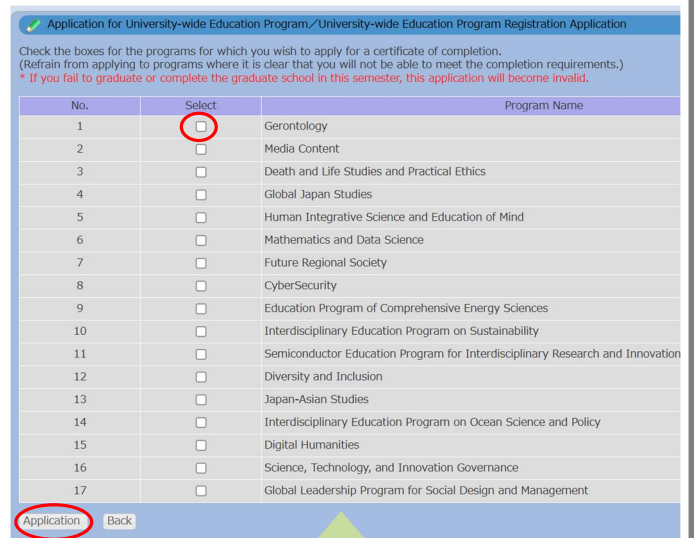 Application for University-wide Education Program／University-wide Education Program Registration Application
Check the boxes for the programs for which you wish to apply for a certificate of completion.
(Refrain from applying to programs where it is clear that you will not be able to meet the completion requirements.)
* If you fail to graduate or complete the graduate school in this semester, this application will become invalid.
No. Select Program Name
1 Gerontology
2 Media Content
3 Death and Life Studies and Practical Ethics
4 Global Japan Studies
5 Human Integrative Science and Education of Mind
6 Mathematics and Data Science
7 Future Regional Society
8 CyberSecurity
9 Education Program of Comprehensive Energy Sciences
10 Interdisciplinary Education Program on Sustainability
11 Semiconductor Education Program for Interdisciplinary Research and Innovation
12 Diversity and Inclusion
13 Japan-Asian Studies
14 Interdisciplinary Education Program on Ocean Science and Policy
15 Digital Humanities
16 Science, Technology, and Innovation Governance
17 Global Leadership Program for Social Design and Management
Application Back